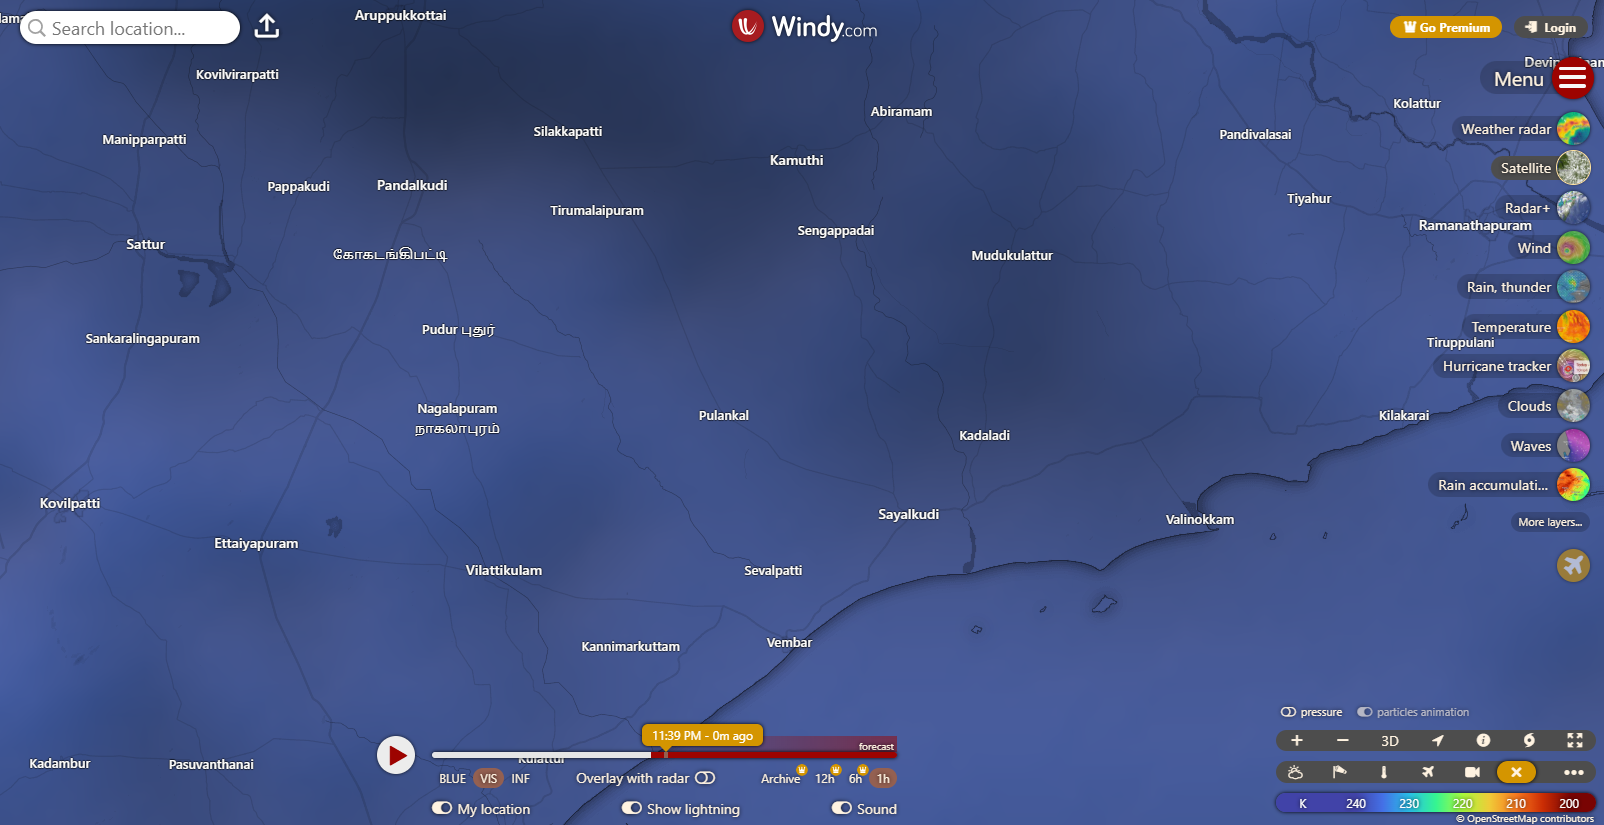 Search location...
Windy.com
Go Premium
Login
Aruppukkottai
Kovilvirarpatti
Menu
Abiramam
Kolattur
Silakkapatti
Weather radar
Pandivalasai
Manipparpatti
Kamuthi
Satellite
Pappakudi
Pandalkudi
Tiyahur
Radar+
Tirumalaipuram
Ramanathapuram
Sengappadai
Sattur
Wind
கோகடங்கிபட்டி
Mudukulattur
Rain, thunder
Pudur புதுர்
Temperature
Sankaralingapuram
Tiruppulani
Hurricane tracker
Clouds
Nagalapuram
நாகலாபுரம்
Pulankal
Kilakarai
Kadaladi
Waves
Rain accumulati...
Kovilpatti
Sayalkudi
Valinokkam
More layers...
Ettaiyapuram
Vilattikulam
Sevalpatti
Kannimarkuttam
Vembar
pressure
particles animation
11:39 PM - 0m ago
forecast
3D
Kadambur
Pasuvanthanai
Kulattur
BLUE VIS INF
Overlay with radar
Archive 12h 6h 1h
My location
Show lightning
Sound
K 240 230 220 210 200
© OpenStreetMap contributors